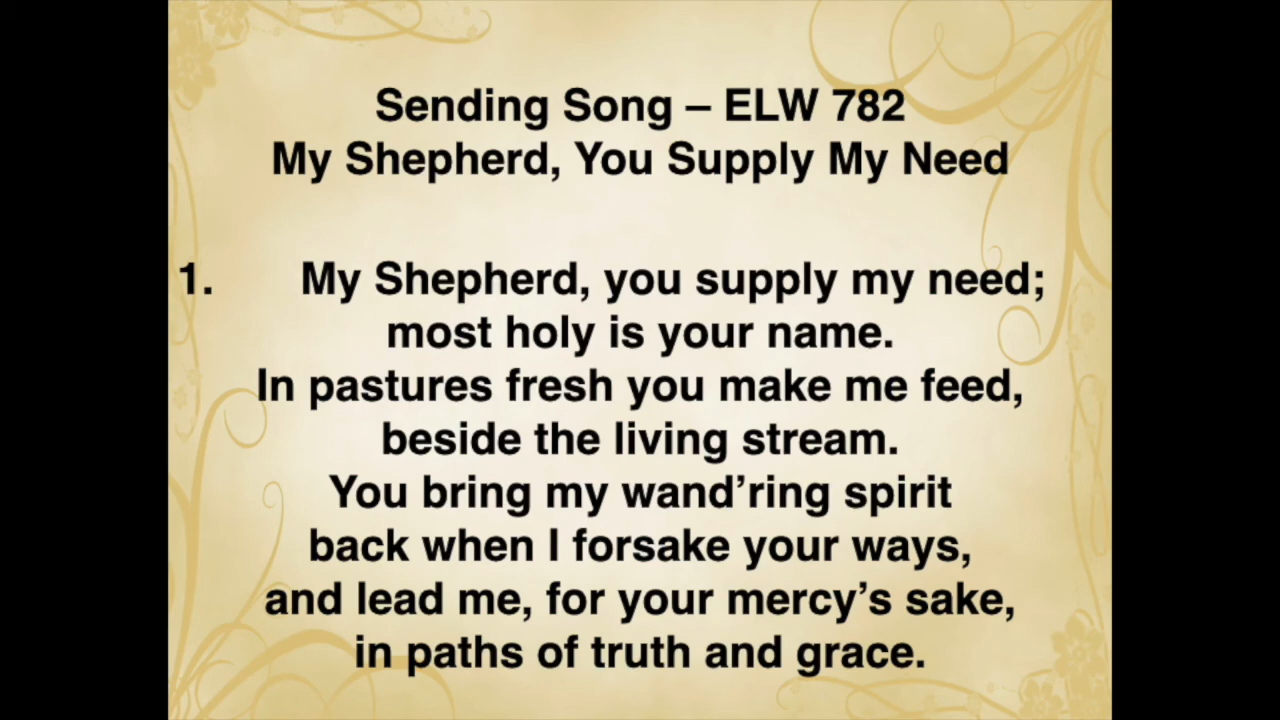 Sending Song – ELW 782
My Shepherd, You Supply My Need
1. My Shepherd, you supply my need;
most holy is your name.
In pastures fresh you make me feed,
beside the living stream.
You bring my wand’ring spirit
back when I forsake your ways,
and lead me, for your mercy’s sake,
in paths of truth and grace.